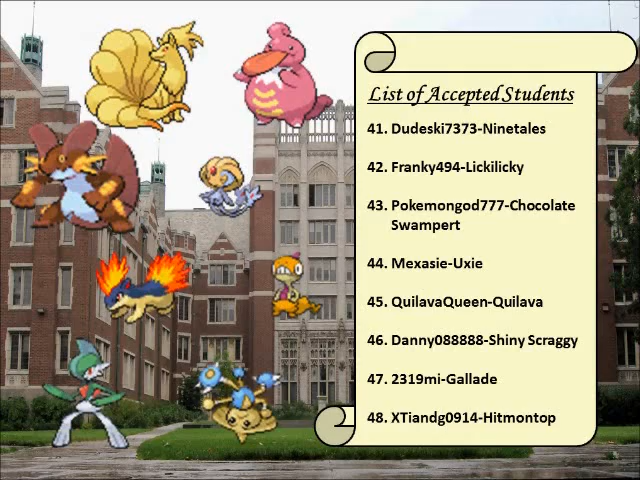 List of Accepted Students
41. Dudeski7373-Ninetales
42. Franky494-Lickilicky
43. Pokemongod777-Chocolate
Swampert
44. Mexasie-Uxie
45. QuilavaQueen-Quilava
46. Danny088888-Shiny Scraggy
47. 2319mi-Gallade
48. XTiandg0914-Hitmontop